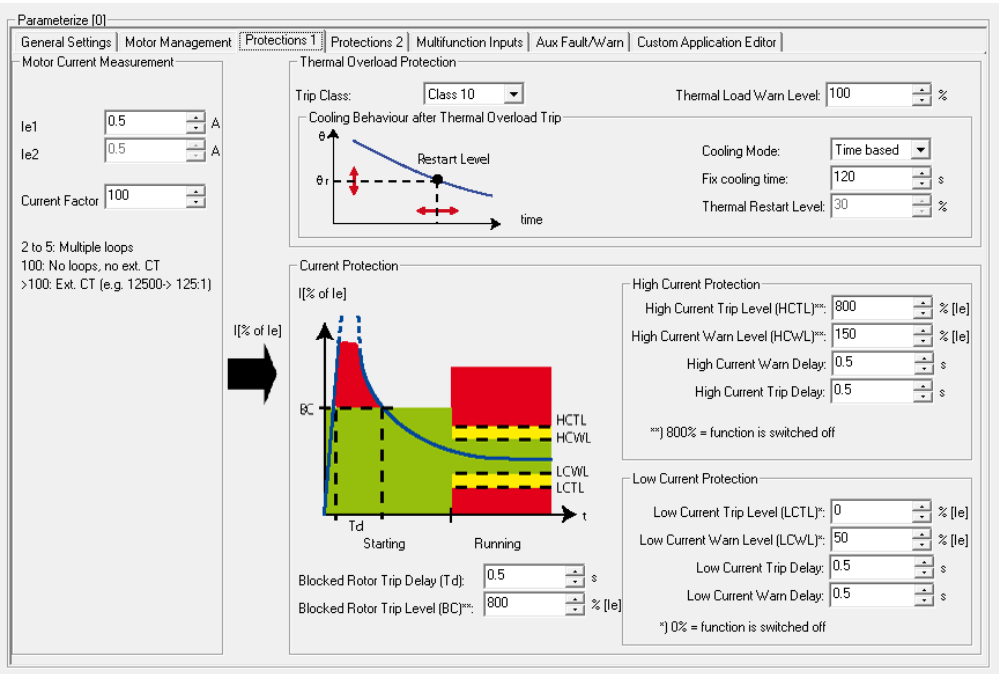 Parameterize [0]
General Settings
Motor Management
Protections 1
Protections 2
Multifunction Inputs
Aux Fault/Warn
Custom Application Editor
Motor Current Measurement
Ie1 0.5 A
Ie2 0.5 A
Current Factor 100
2 to 5: Multiple loops
100: No loops, no ext. CT
>100: Ext. CT (e.g. 12500-> 125:1)
I[% of Ie]
Thermal Overload Protection
Trip Class: Class 10
Thermal Load Warn Level: 100 %
Cooling Behaviour after Thermal Overload Trip
θ
Restart Level
θr
time
Cooling Mode: Time based
Fix cooling time: 120 s
Thermal Restart Level: 30 %
Current Protection
I[% of Ie]
BC
HCTL
HCWL
LCWL
LCTL
t
Td
Starting
Running
Blocked Rotor Trip Delay (Td): 0.5 s
Blocked Rotor Trip Level (BC)**: 800 % [Ie]
High Current Protection
High Current Trip Level (HCTL)**: 800 % [Ie]
High Current Warn Level (HCWL)**: 150 % [Ie]
High Current Warn Delay: 0.5 s
High Current Trip Delay: 0.5 s
**) 800% = function is switched off
Low Current Protection
Low Current Trip Level (LCTL)*: 0 % [Ie]
Low Current Warn Level (LCWL)*: 50 % [Ie]
Low Current Trip Delay: 0.5 s
Low Current Warn Delay: 0.5 s
*) 0% = function is switched off